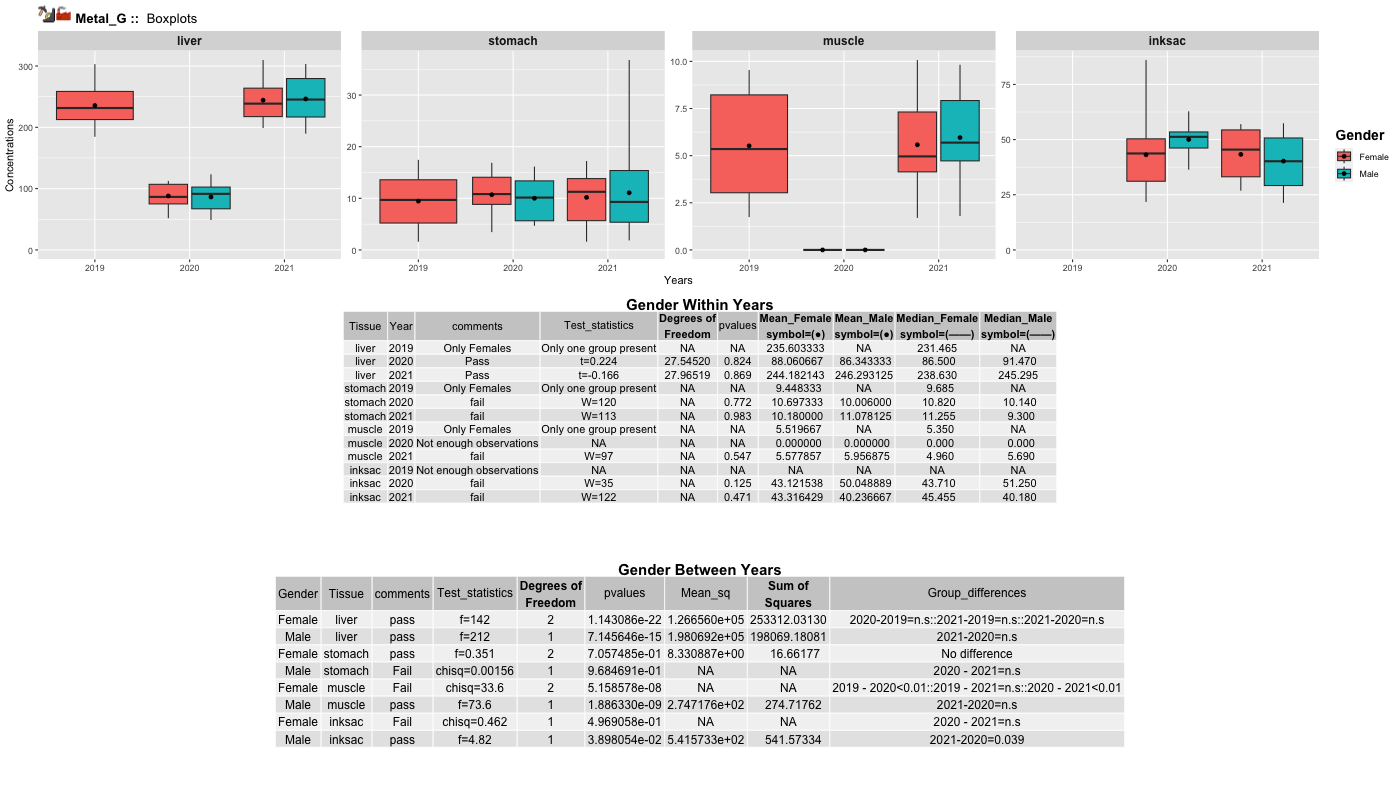 Metal_G :: Boxplots
liver stomach muscle inksac
Concentrations
300
200
100
0
30
20
10
0
10.0
7.5
5.0
2.5
0.0
75
50
25
0
2019 2020 2021 2019 2020 2021 2019 2020 2021 2019 2020 2021
Years
Gender
Female
Male
Gender Within Years
Tissue Year comments Test_statistics Degrees of Freedom pvalues Mean_Female symbol=(●) Mean_Male symbol=(●) Median_Female symbol=(——) Median_Male symbol=(——)
liver 2019 Only Females Only one group present NA NA 235.603333 NA 231.465 NA
liver 2020 Pass t=0.224 27.54520 0.824 88.060667 86.343333 86.500 91.470
liver 2021 Pass t=-0.166 27.96519 0.869 244.182143 246.293125 238.630 245.295
stomach 2019 Only Females Only one group present NA NA 9.448333 NA 9.685 NA
stomach 2020 fail W=120 NA 0.772 10.697333 10.006000 10.820 10.140
stomach 2021 fail W=113 NA 0.983 10.180000 11.078125 11.255 9.300
muscle 2019 Only Females Only one group present NA NA 5.519667 NA 5.350 NA
muscle 2020 Not enough observations NA NA NA 0.000000 0.000000 0.000 0.000
muscle 2021 fail W=97 NA 0.547 5.577857 5.956875 4.960 5.690
inksac 2019 Not enough observations NA NA NA NA NA NA NA
inksac 2020 fail W=35 NA 0.125 43.121538 50.048889 43.710 51.250
inksac 2021 fail W=122 NA 0.471 43.316429 40.236667 45.455 40.180
Gender Between Years
Gender Tissue comments Test_statistics Degrees of Freedom pvalues Mean_sq Sum of Squares Group_differences
Female liver pass f=142 2 1.143086e-22 1.266560e+05 253312.03130 2020-2019=n.s::2021-2019=n.s::2021-2020=n.s
Male liver pass f=212 1 7.145646e-15 1.980692e+05 198069.18081 2021-2020=n.s
Female stomach pass f=0.351 2 7.057485e-01 8.330887e+00 16.66177 No difference
Male stomach Fail chisq=0.00156 1 9.684691e-01 NA NA 2020 - 2021=n.s
Female muscle Fail chisq=33.6 2 5.158578e-08 NA NA 2019 - 2020<0.01::2019 - 2021=n.s::2020 - 2021<0.01
Male muscle pass f=73.6 1 1.886330e-09 2.747176e+02 274.71762 2021-2020=n.s
Female inksac Fail chisq=0.462 1 4.969058e-01 NA NA 2020 - 2021=n.s
Male inksac pass f=4.82 1 3.898054e-02 5.415733e+02 541.57334 2021-2020=0.039